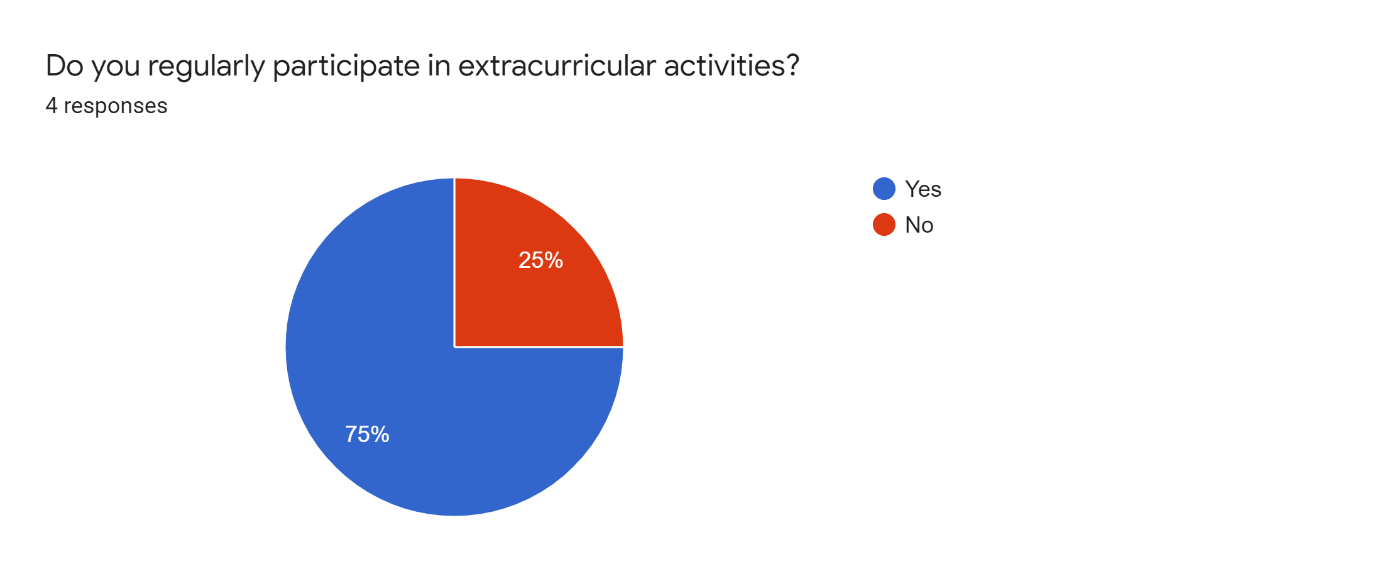 Do you regularly participate in extracurricular activities?
4 responses
Yes
No
25%
75%